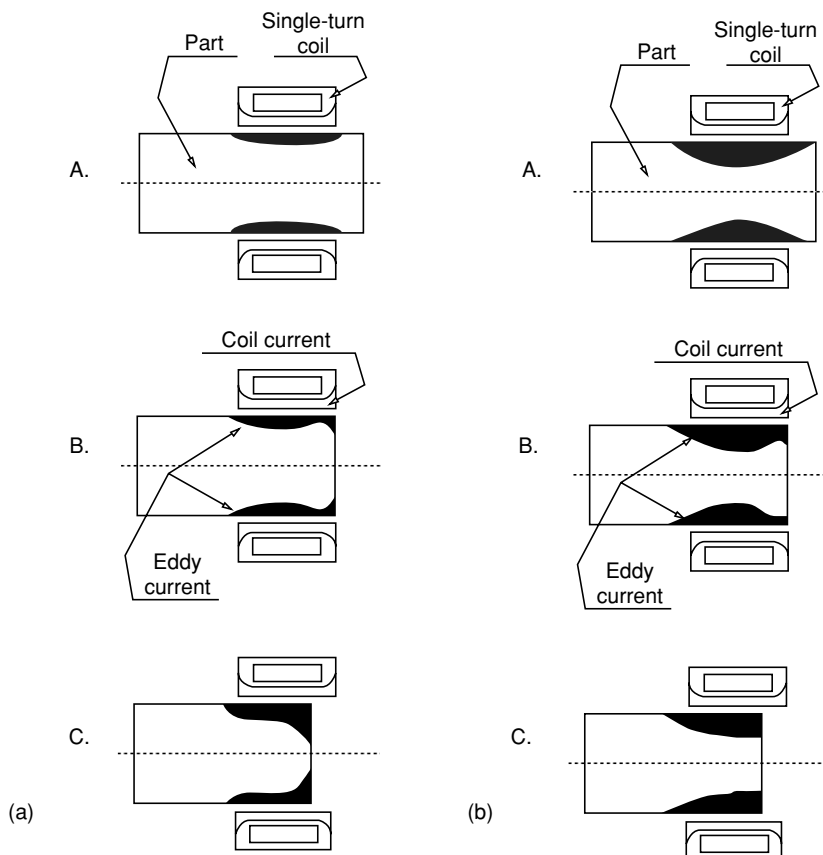 Part
Single-turn
coil
A.
Coil current
B.
Eddy
current
C.
(a)
Part
Single-turn
coil
A.
Coil current
B.
Eddy
current
C.
(b)